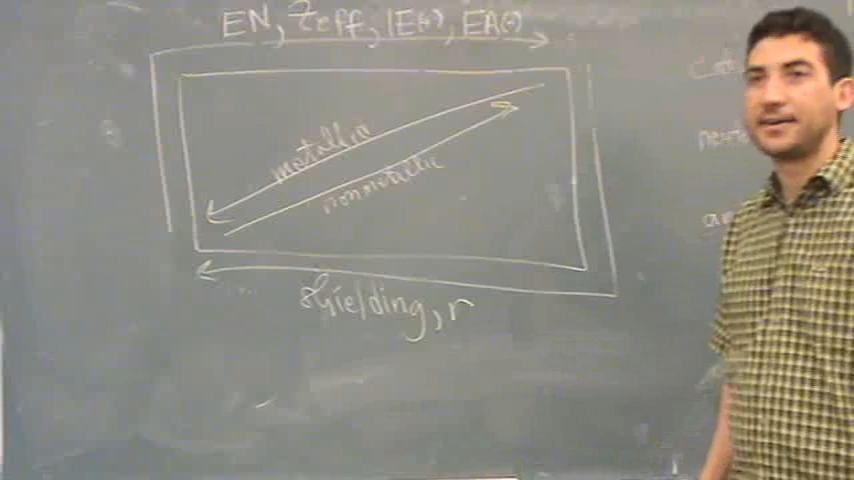 EN, Zeff, IE(+), EA(-)
metallic
nonmetallic
shielding, r